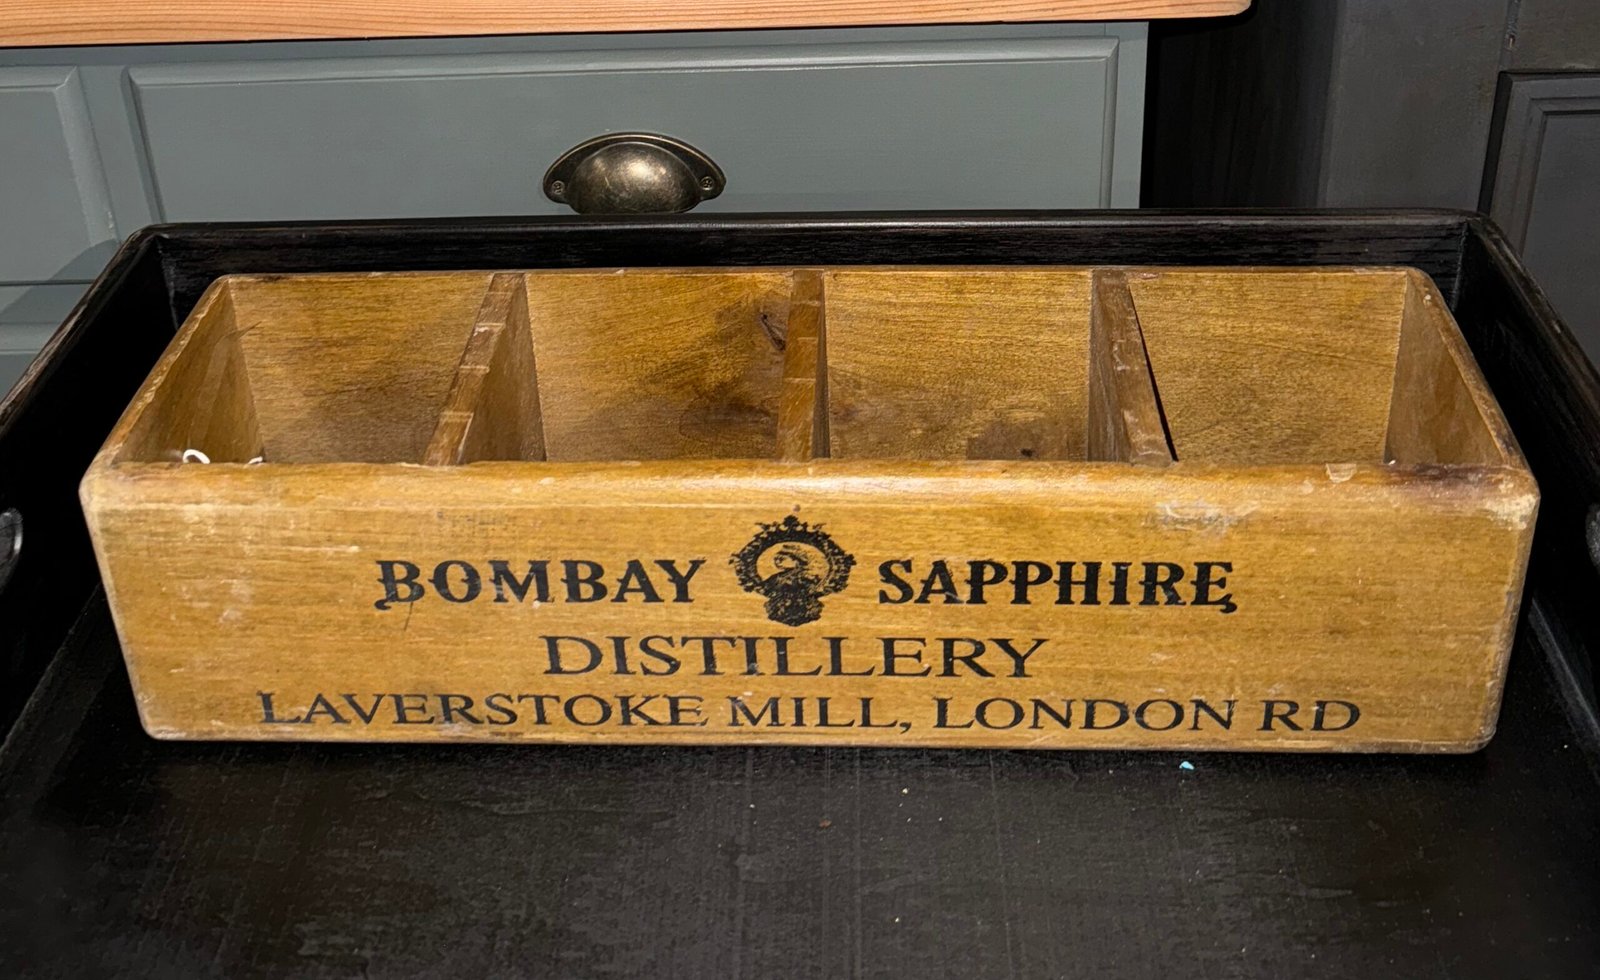 BOMBAY SAPPHIRE
DISTILLERY
LAVERSTOKE MILL, LONDON RD